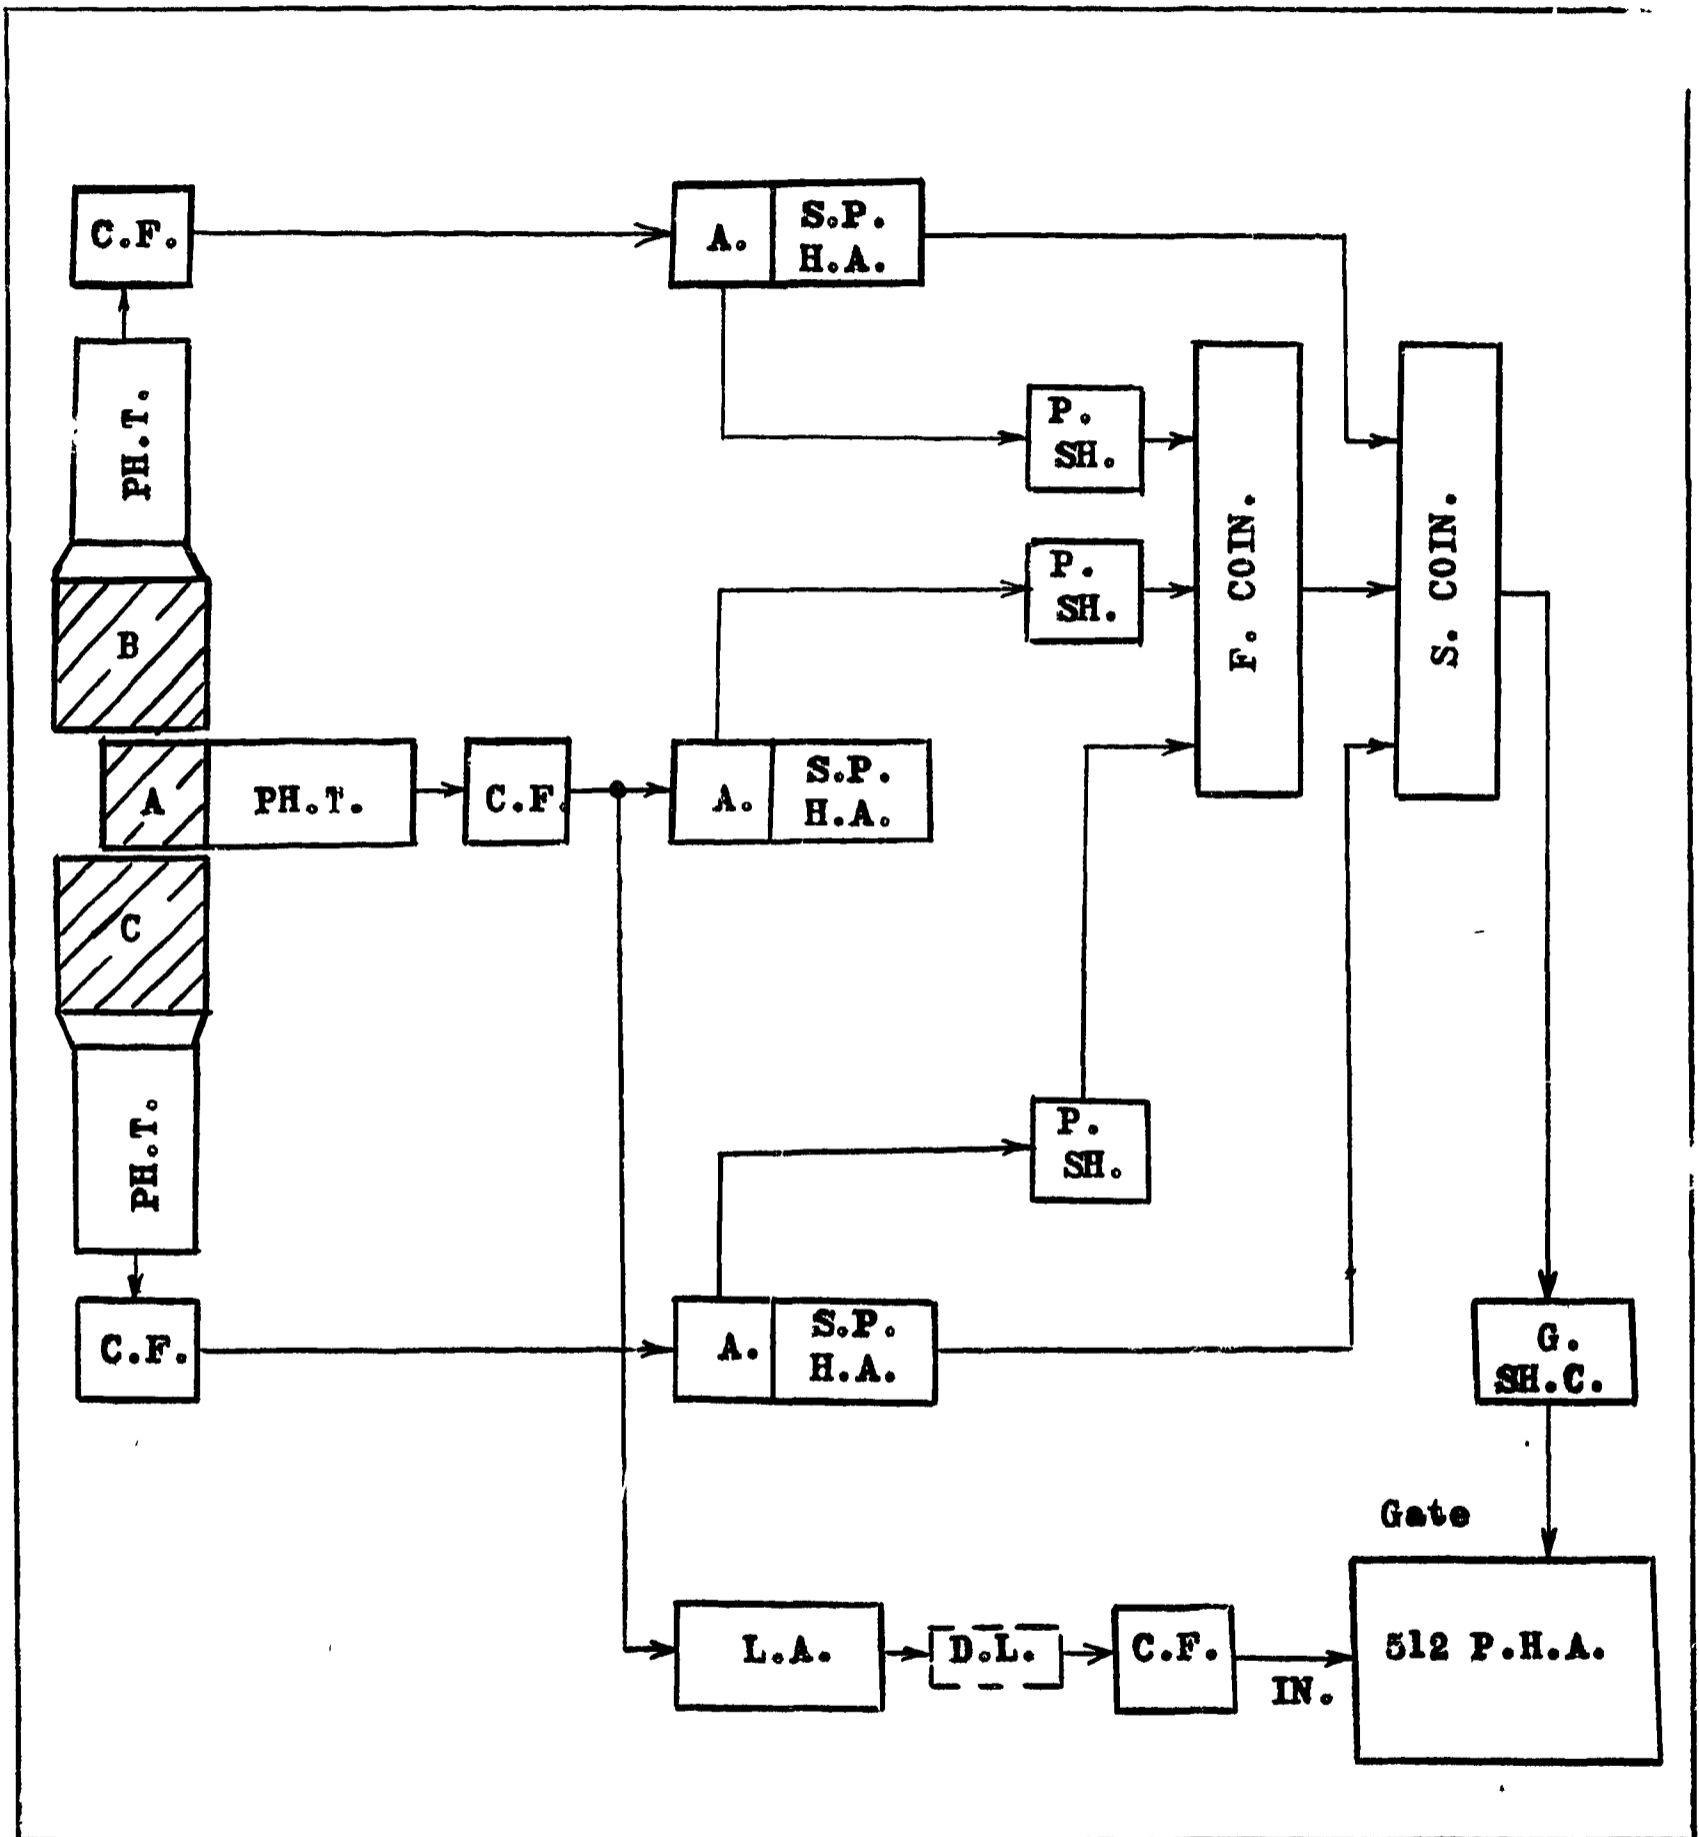 C.F.
A.
S.P.
H.A.
PH.T.
P.
SH.
F. COIN.
S. COIN.
P.
SH.
B
A
PH.T.
C.F.
A.
S.P.
H.A.
C
PH.T.
P.
SH.
C.F.
A.
S.P.
H.A.
G.
SH.C.
Gate
L.A.
D.L.
C.F.
IN.
512 P.H.A.